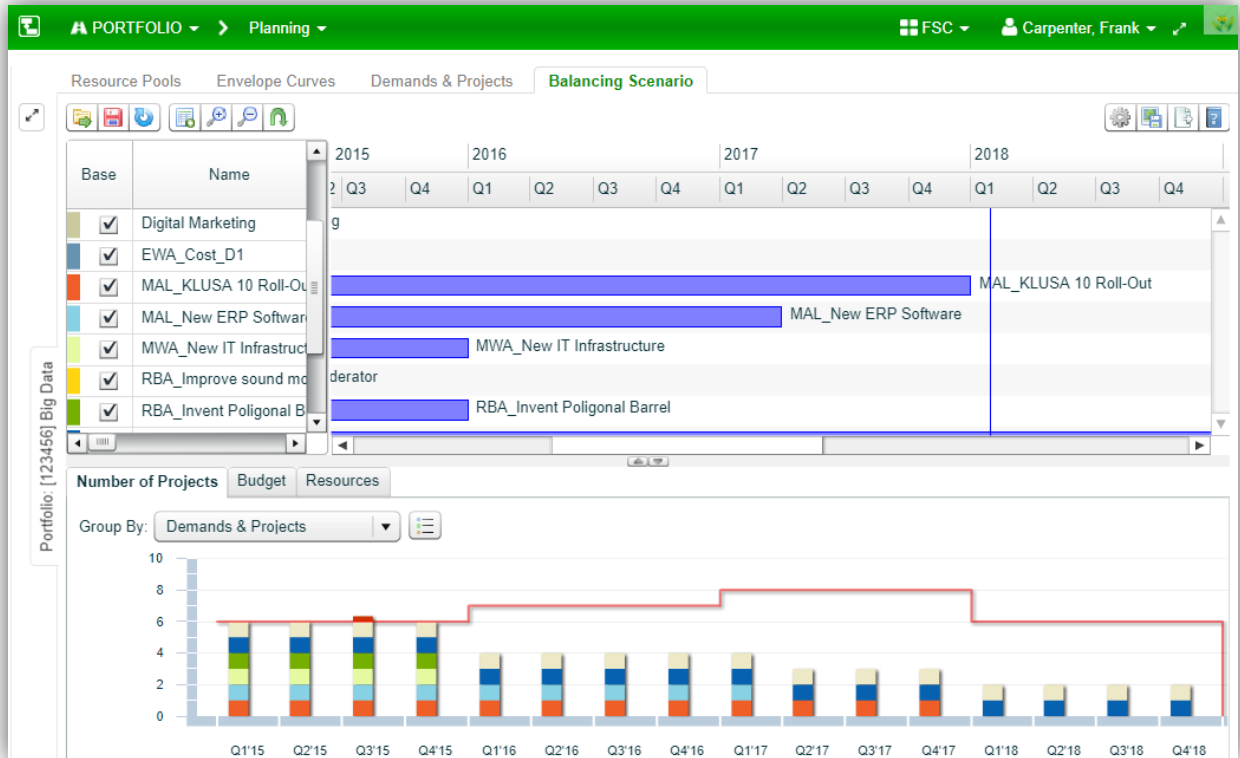 PORTFOLIO Planning FSC Carpenter, Frank
Resource Pools Envelope Curves Demands & Projects Balancing Scenario
Base Name
2015 2016 2017 2018
2 Q3 Q4 Q1 Q2 Q3 Q4 Q1 Q2 Q3 Q4 Q1 Q2 Q3 Q4
Digital Marketing g
EWA_Cost_D1
MAL_KLUSA 10 Roll-Ou MAL_KLUSA 10 Roll-Out
MAL_New ERP Softwar MAL_New ERP Software
MWA_New IT Infrastruct MWA_New IT Infrastructure
RBA_Improve sound mo derator
RBA_Invent Poligonal B RBA_Invent Poligonal Barrel
Portfolio: [123456] Big Data
Number of Projects Budget Resources
Group By: Demands & Projects
10
8
6
4
2
0
Q1'15 Q2'15 Q3'15 Q4'15 Q1'16 Q2'16 Q3'16 Q4'16 Q1'17 Q2'17 Q3'17 Q4'17 Q1'18 Q2'18 Q3'18 Q4'18